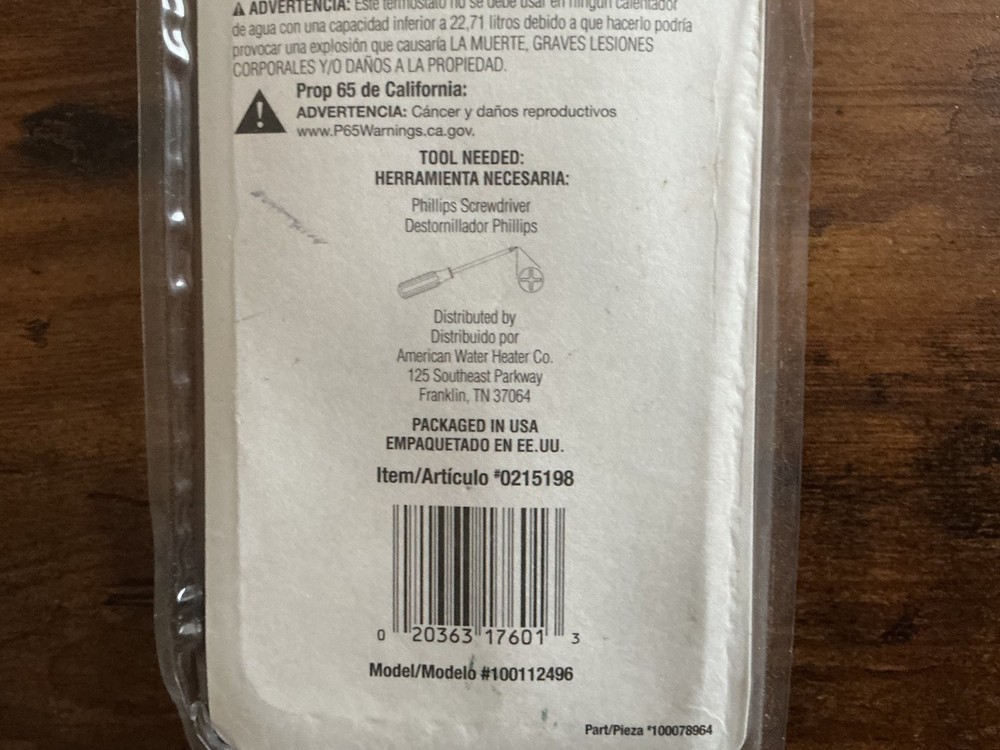 ⚠ ADVERTENCIA: Este termostato no se debe usar en ningún calentador
de agua con una capacidad inferior a 22,71 litros debido a que hacerlo podría
provocar una explosión que causaría LA MUERTE, GRAVES LESIONES
CORPORALES Y/O DAÑOS A LA PROPIEDAD.
Prop 65 de California:
ADVERTENCIA: Cáncer y daños reproductivos
www.P65Warnings.ca.gov.
TOOL NEEDED:
HERRAMIENTA NECESARIA:
Phillips Screwdriver
Destornillador Phillips
Distributed by
Distribuido por
American Water Heater Co.
125 Southeast Parkway
Franklin, TN 37064
PACKAGED IN USA
EMPAQUETADO EN EE.UU.
Item/Artículo #0215198
0 20363 17601 3
Model/Modelo #100112496
Part/Pieza #100078964